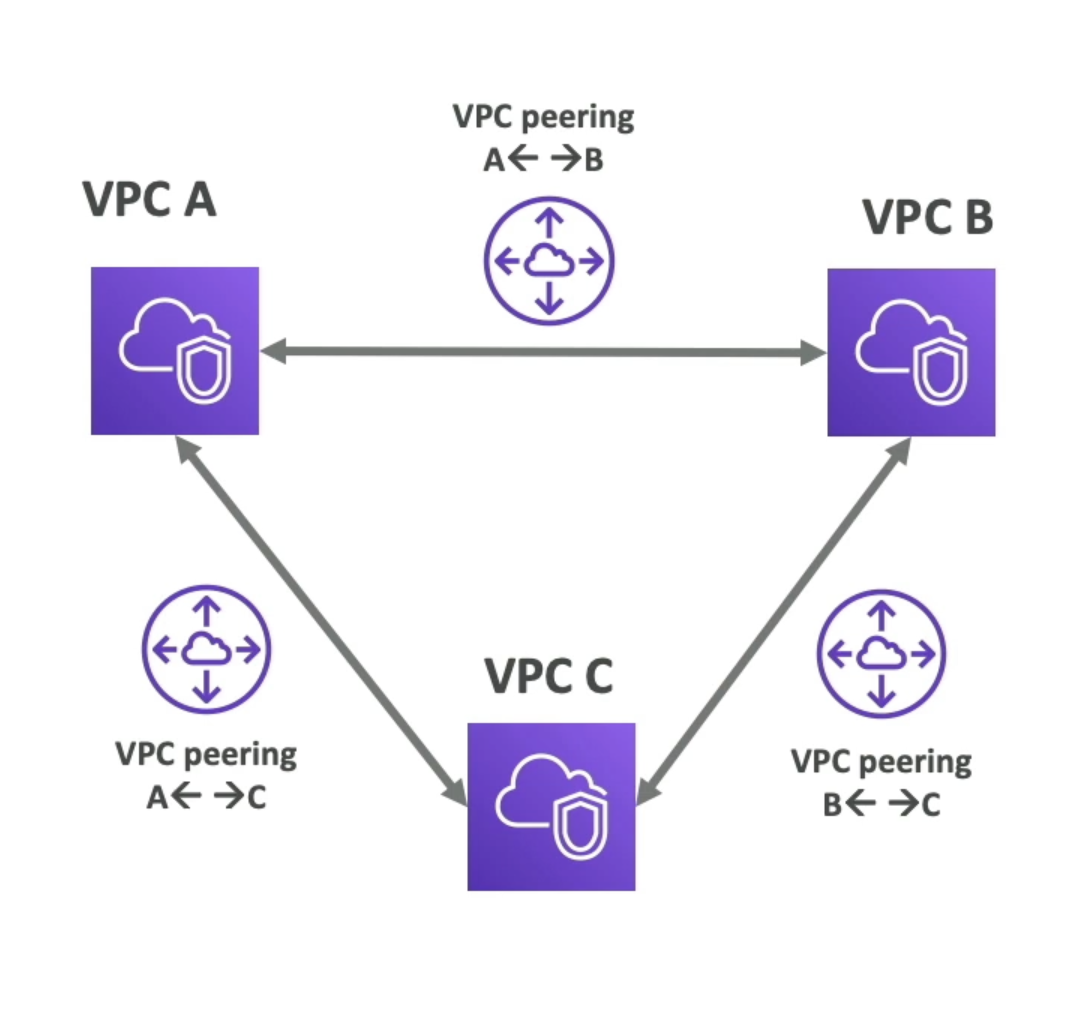 VPC peering
A← →B
VPC A
VPC B
VPC C
VPC peering
A← →C
VPC peering
B← →C